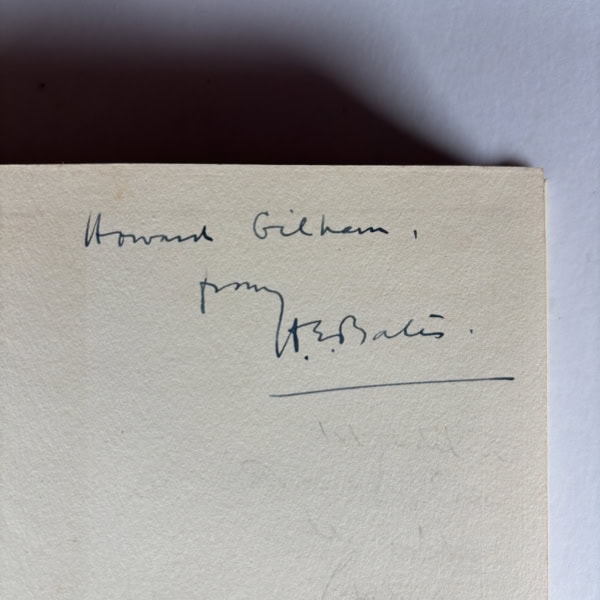 Howard Gilham,
from
H.E. Bates.